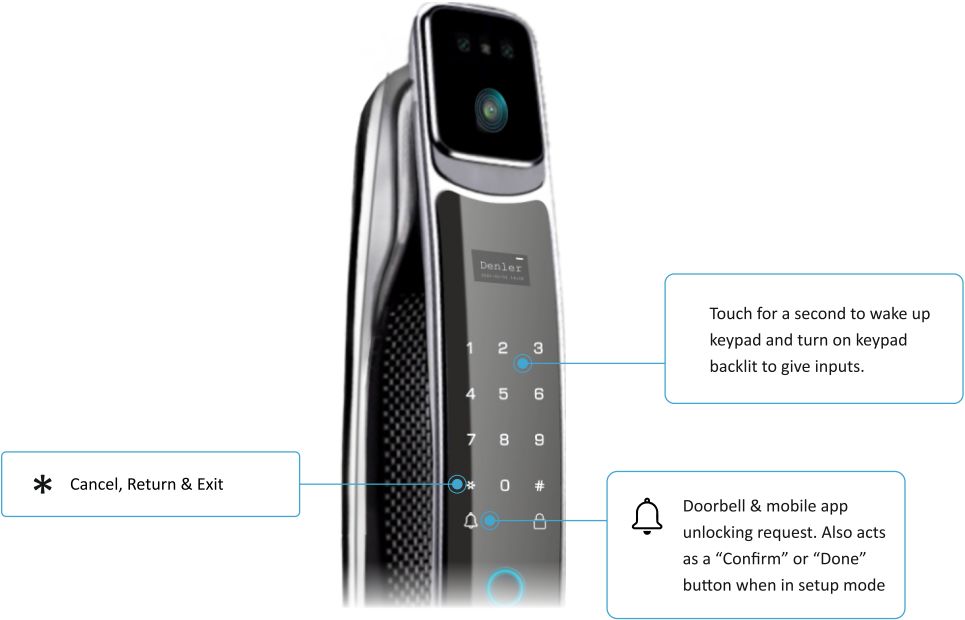 Denler
1 2 3
4 5 6
7 8 9
* 0 #
Touch for a second to wake up
keypad and turn on keypad
backlit to give inputs.
* Cancel, Return & Exit
Doorbell & mobile app
unlocking request. Also acts
as a “Confirm” or “Done”
button when in setup mode